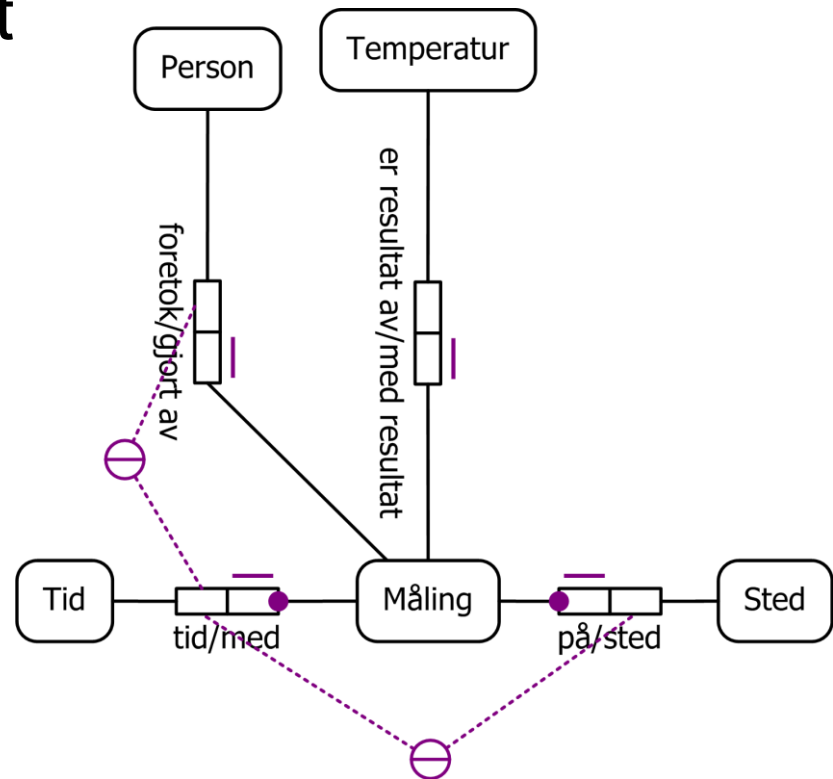 t
Person
Temperatur
foretok/gjort av
er resultat av/med resultat
Tid
Måling
Sted
tid/med
på/sted